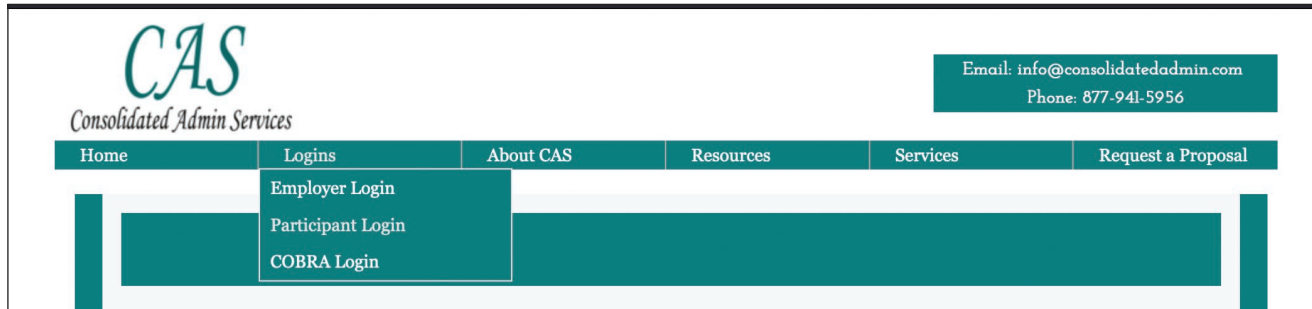 CAS
Consolidated Admin Services
Email: info@consolidatedadmin.com
Phone: 877-941-5956
Home Logins About CAS Resources Services Request a Proposal
Employer Login
Participant Login
COBRA Login